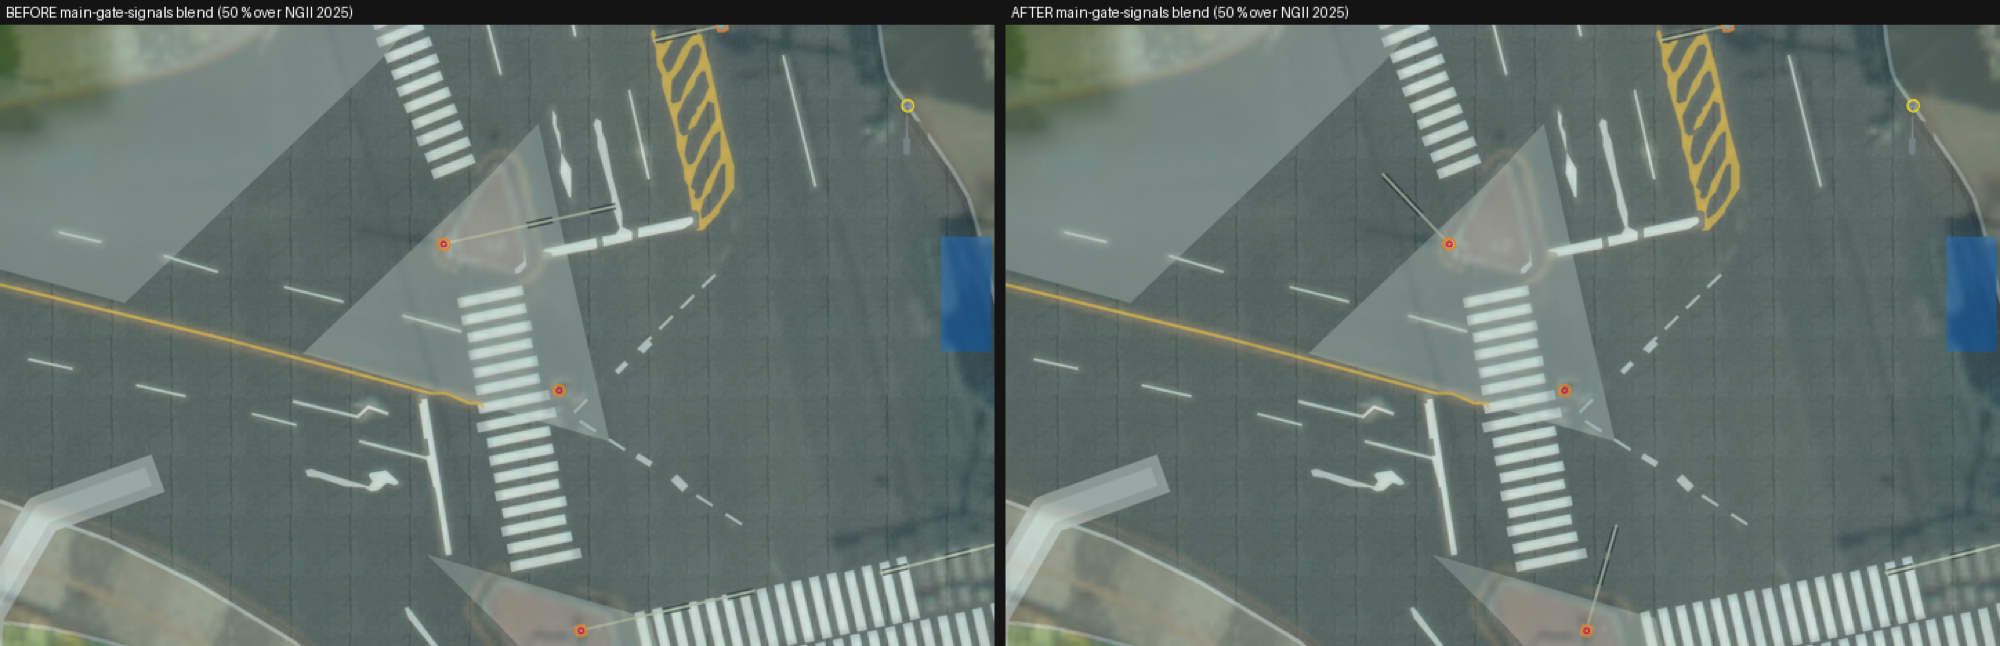 BEFORE main-gate-signals blend (50 % over NGII 2025)
AFTER main-gate-signals blend (50 % over NGII 2025)